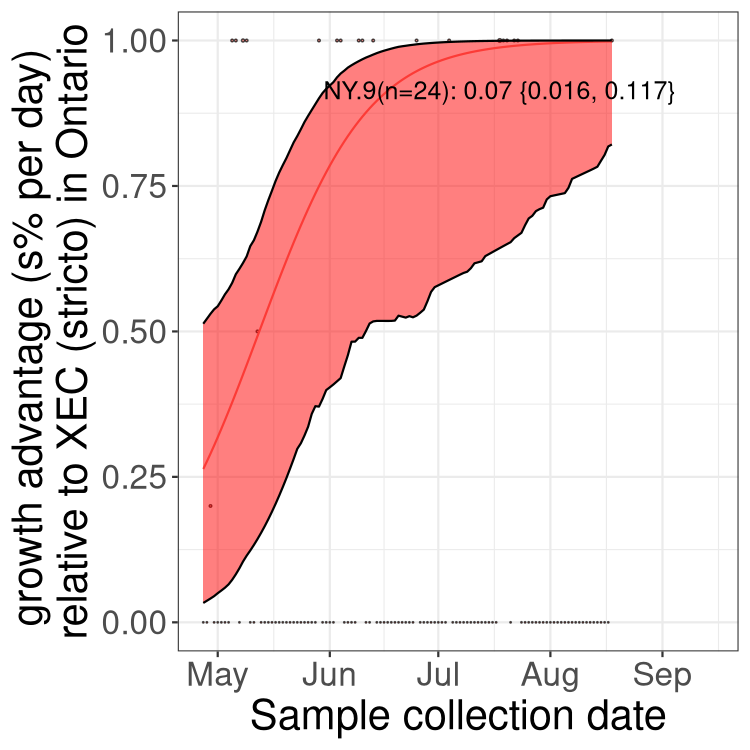 growth advantage (s% per day)
relative to XEC (stricto) in Ontario
1.00
0.75
0.50
0.25
0.00
NY.9(n=24): 0.07 {0.016, 0.117}
May Jun Jul Aug Sep
Sample collection date